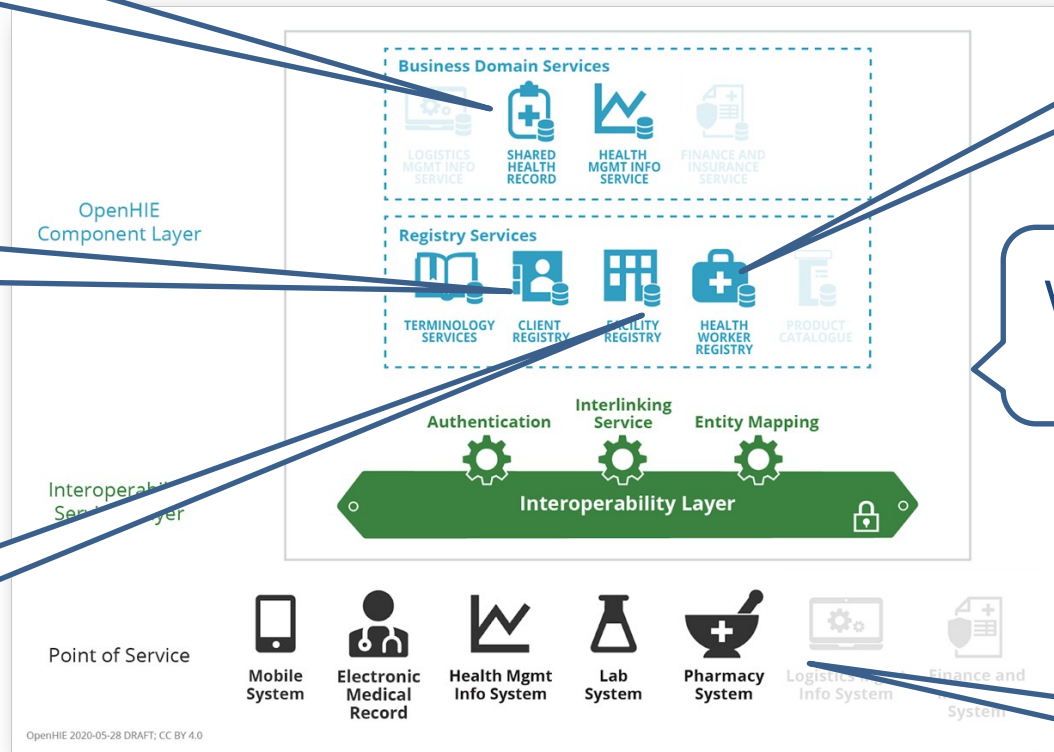 Business Domain Services
LOGISTICS
MGMT INFO
SERVICE
SHARED
HEALTH
RECORD
HEALTH
MGMT INFO
SERVICE
FINANCE AND
INSURANCE
SERVICE
OpenHIE
Component Layer
Registry Services
TERMINOLOGY
SERVICES
CLIENT
REGISTRY
FACILITY
REGISTRY
HEALTH
WORKER
REGISTRY
PRODUCT
CATALOGUE
Authentication
Interlinking
Service
Entity Mapping
Interoperability Layer
Point of Service
Mobile
System
Electronic
Medical
Record
Health Mgmt
Info System
Lab
System
Pharmacy
System
Logistics
Info System
Finance and
System
OpenHIE 2020-05-28 DRAFT; CC BY 4.0